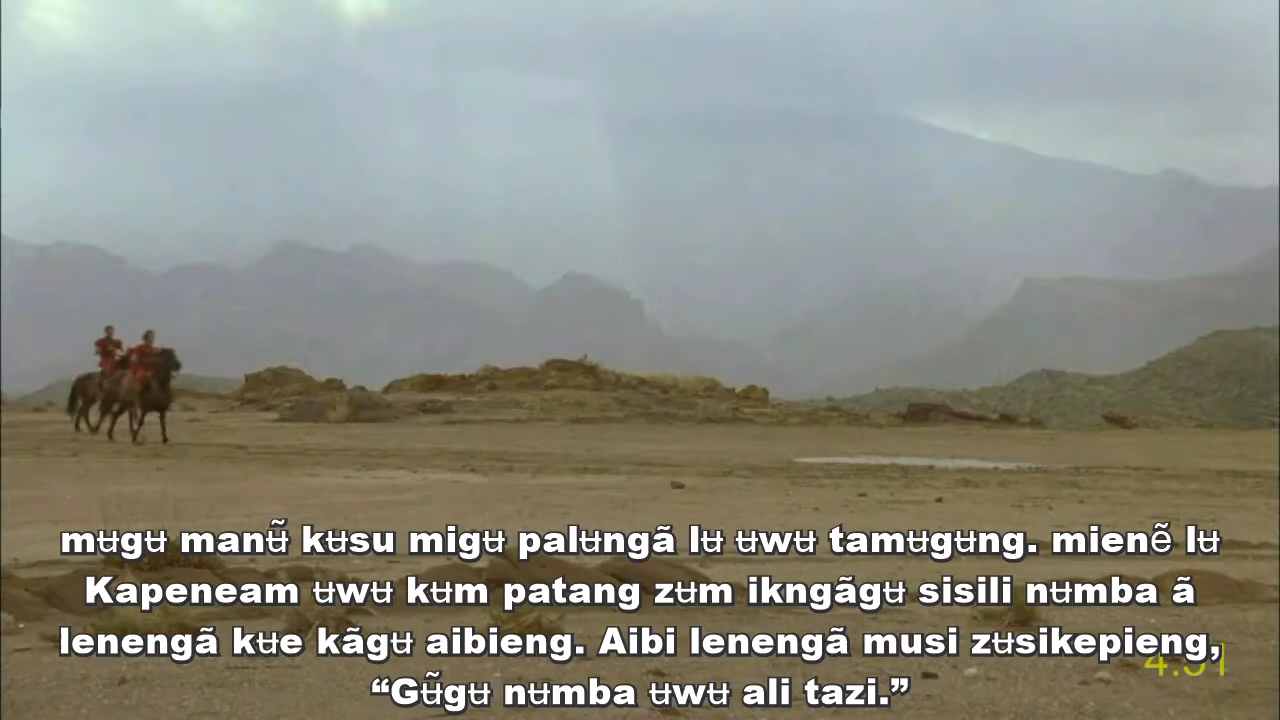 mʉgʉ manʉ̃ kʉsu migʉ palʉngã lʉ ʉwʉ tamʉgʉng. mienẽ lʉ
Kapeneam ʉwʉ kʉm patang zʉm ikngãgʉ sisili nʉmba ã
lenengã kʉe kãgʉ aibieng. Aibi lenengã musi zʉsikepieng,
“Gʉ̃gʉ nʉmba ʉwʉ ali tazi.”